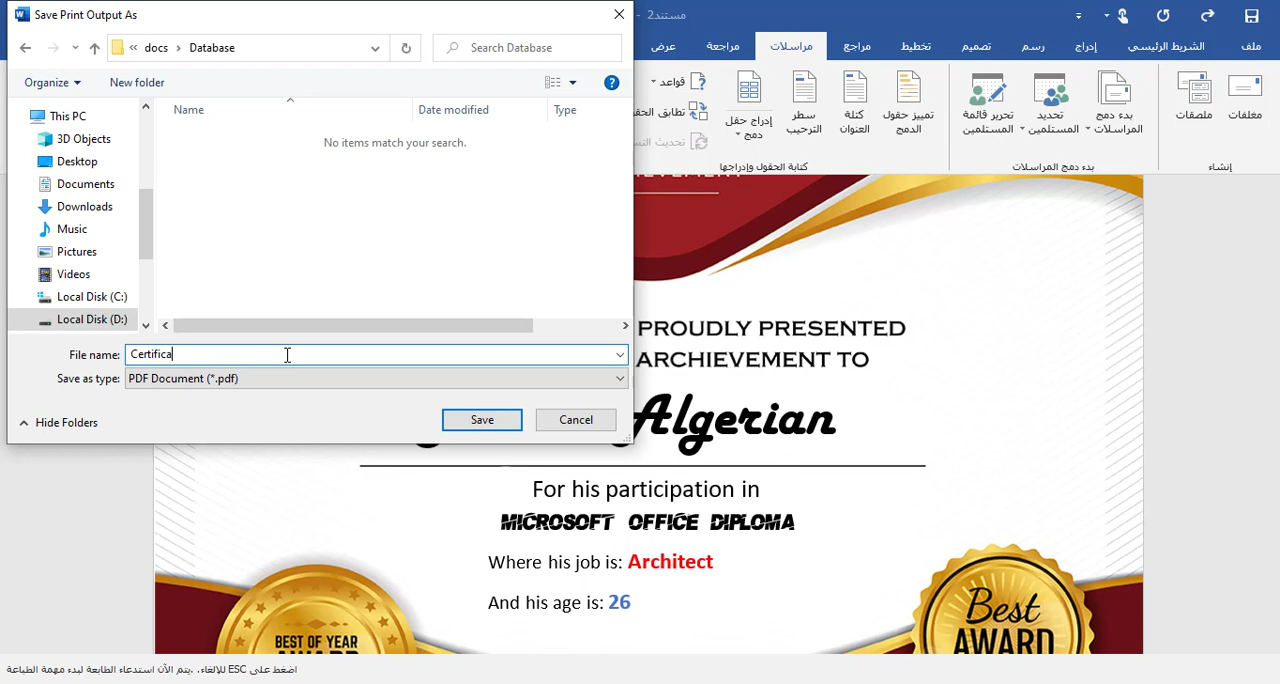 Save Print Output As
مستند2 -
docs
Database
Search Database
ملف
الشريط الرئيسي
إدراج
رسم
تصميم
تخطيط
مراجع
مراسلات
مراجعة
عرض
Organize
New folder
مغلفات
ملصقات
إنشاء
بدء دمج
المراسلات
تحديد
المستلمين
تحرير قائمة
المستلمين
بدء دمج المراسلات
تمييز حقول
الدمج
كتلة
العنوان
سطر
الترحيب
إدراج حقل
دمج
قواعد
تطابق
كتابة الحقول وإدراجها
Name
Date modified
Type
No items match your search.
This PC
3D Objects
Desktop
Documents
Downloads
Music
Pictures
Videos
Local Disk (C:)
Local Disk (D:)
File name:
Certifica
Save as type:
PDF Document (*.pdf)
Hide Folders
Save
Cancel
PROUDLY PRESENTED
ARCHIEVEMENT TO
Algerian
For his participation in
MICROSOFT OFFICE DIPLOMA
Where his job is: Architect
And his age is: 26
BEST OF YEAR
AWARD
Best
AWARD
اضغط على ESC للإلغاء. .يتم الآن استدعاء الطابعة لبدء مهمة الطباعة